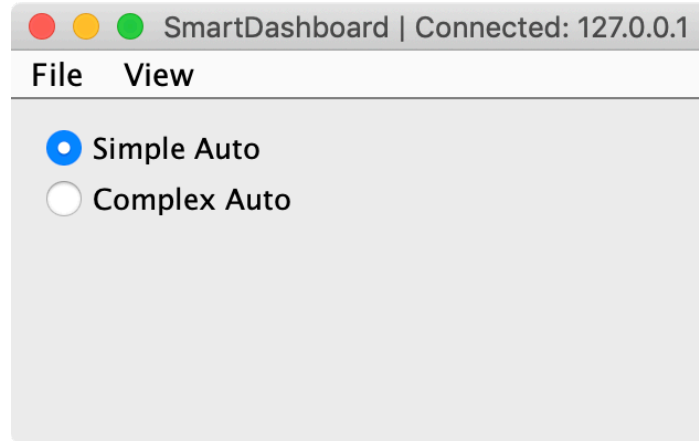 SmartDashboard | Connected: 127.0.0.1
File View
Simple Auto
Complex Auto